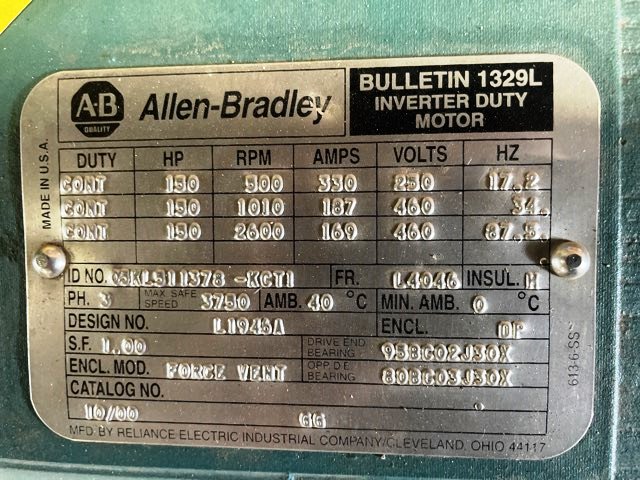 A-B QUALITY Allen-Bradley BULLETIN 1329L
INVERTER DUTY
MOTOR
MADE IN U.S.A.
DUTY HP RPM AMPS VOLTS HZ
CONT 150 500 330 250 17.2
CONT 150 1010 187 460 34.
CONT 150 2600 169 460 87.5
ID NO. 05KL511378-KCT1 FR. L4046 INSUL. H
PH. 3 MAX SAFE SPEED 3750 AMB. 40 °C MIN. AMB. 0 °C
DESIGN NO. L1945A ENCL. DP
S.F. 1.00 DRIVE END BEARING 95BC02J30X
ENCL. MOD. FORCE VENT OPP. D.E. BEARING 80BC03J30X
CATALOG NO.
10/00 GG
MFD. BY RELIANCE ELECTRIC INDUSTRIAL COMPANY/CLEVELAND, OHIO 44117
613-6-SS